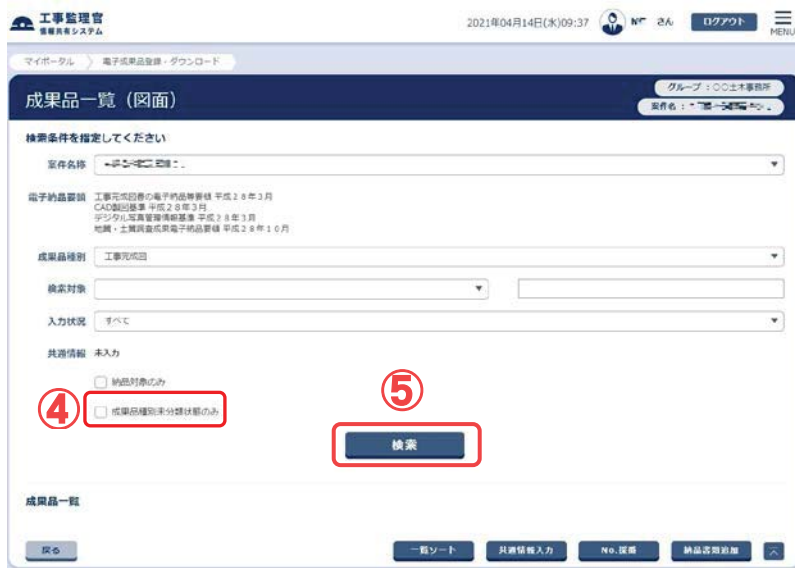 工事監理官
情報共有システム
2021年04月14日(水)09:37
さん
ログアウト
MENU
マイポータル
電子成果品登録・ダウンロード
成果品一覧（図面）
グループ：〇〇土木事務所
案件名：
検索条件を指定してください
案件名称
電子納品要領
工事完成図書の電子納品等要領 平成28年3月
CAD製図基準 平成28年3月
デジタル写真管理情報基準 平成28年3月
地質・土質調査成果電子納品要領 平成28年10月
成果品種別
工事完成図
検索対象
入力状況
すべて
共通情報
未入力
納品対象のみ
④
成果品種別未分類状態のみ
⑤
検索
成果品一覧
戻る
一覧ソート
共通情報入力
No.採番
納品書類追加